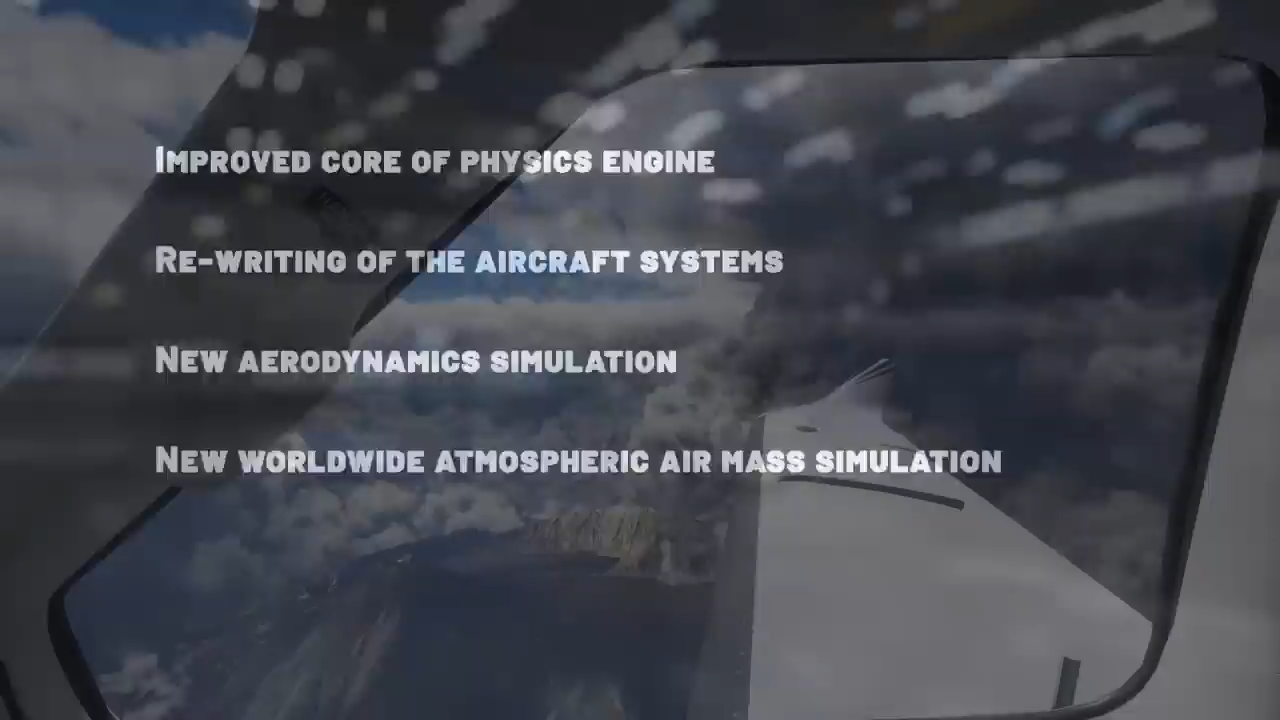 Improved core of physics engine
Re-writing of the aircraft systems
New aerodynamics simulation
New worldwide atmospheric air mass simulation